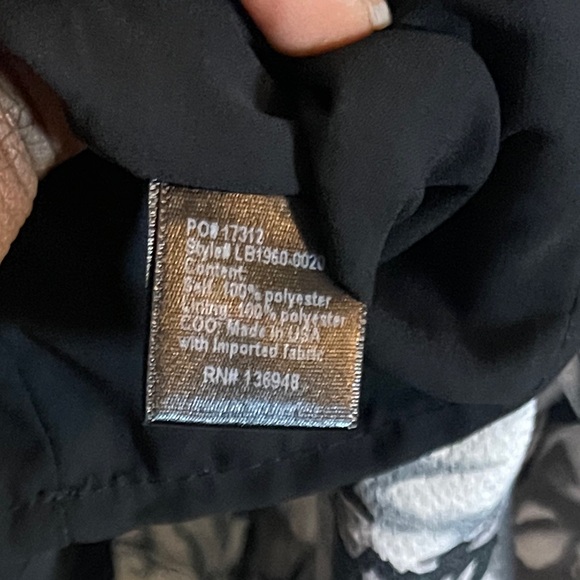 PO# 17312
Style# LB1960-0020
Content:
Self: 100% polyester
Lining: 100% polyester
COO: Made in USA
with Imported fabric
RN# 136948